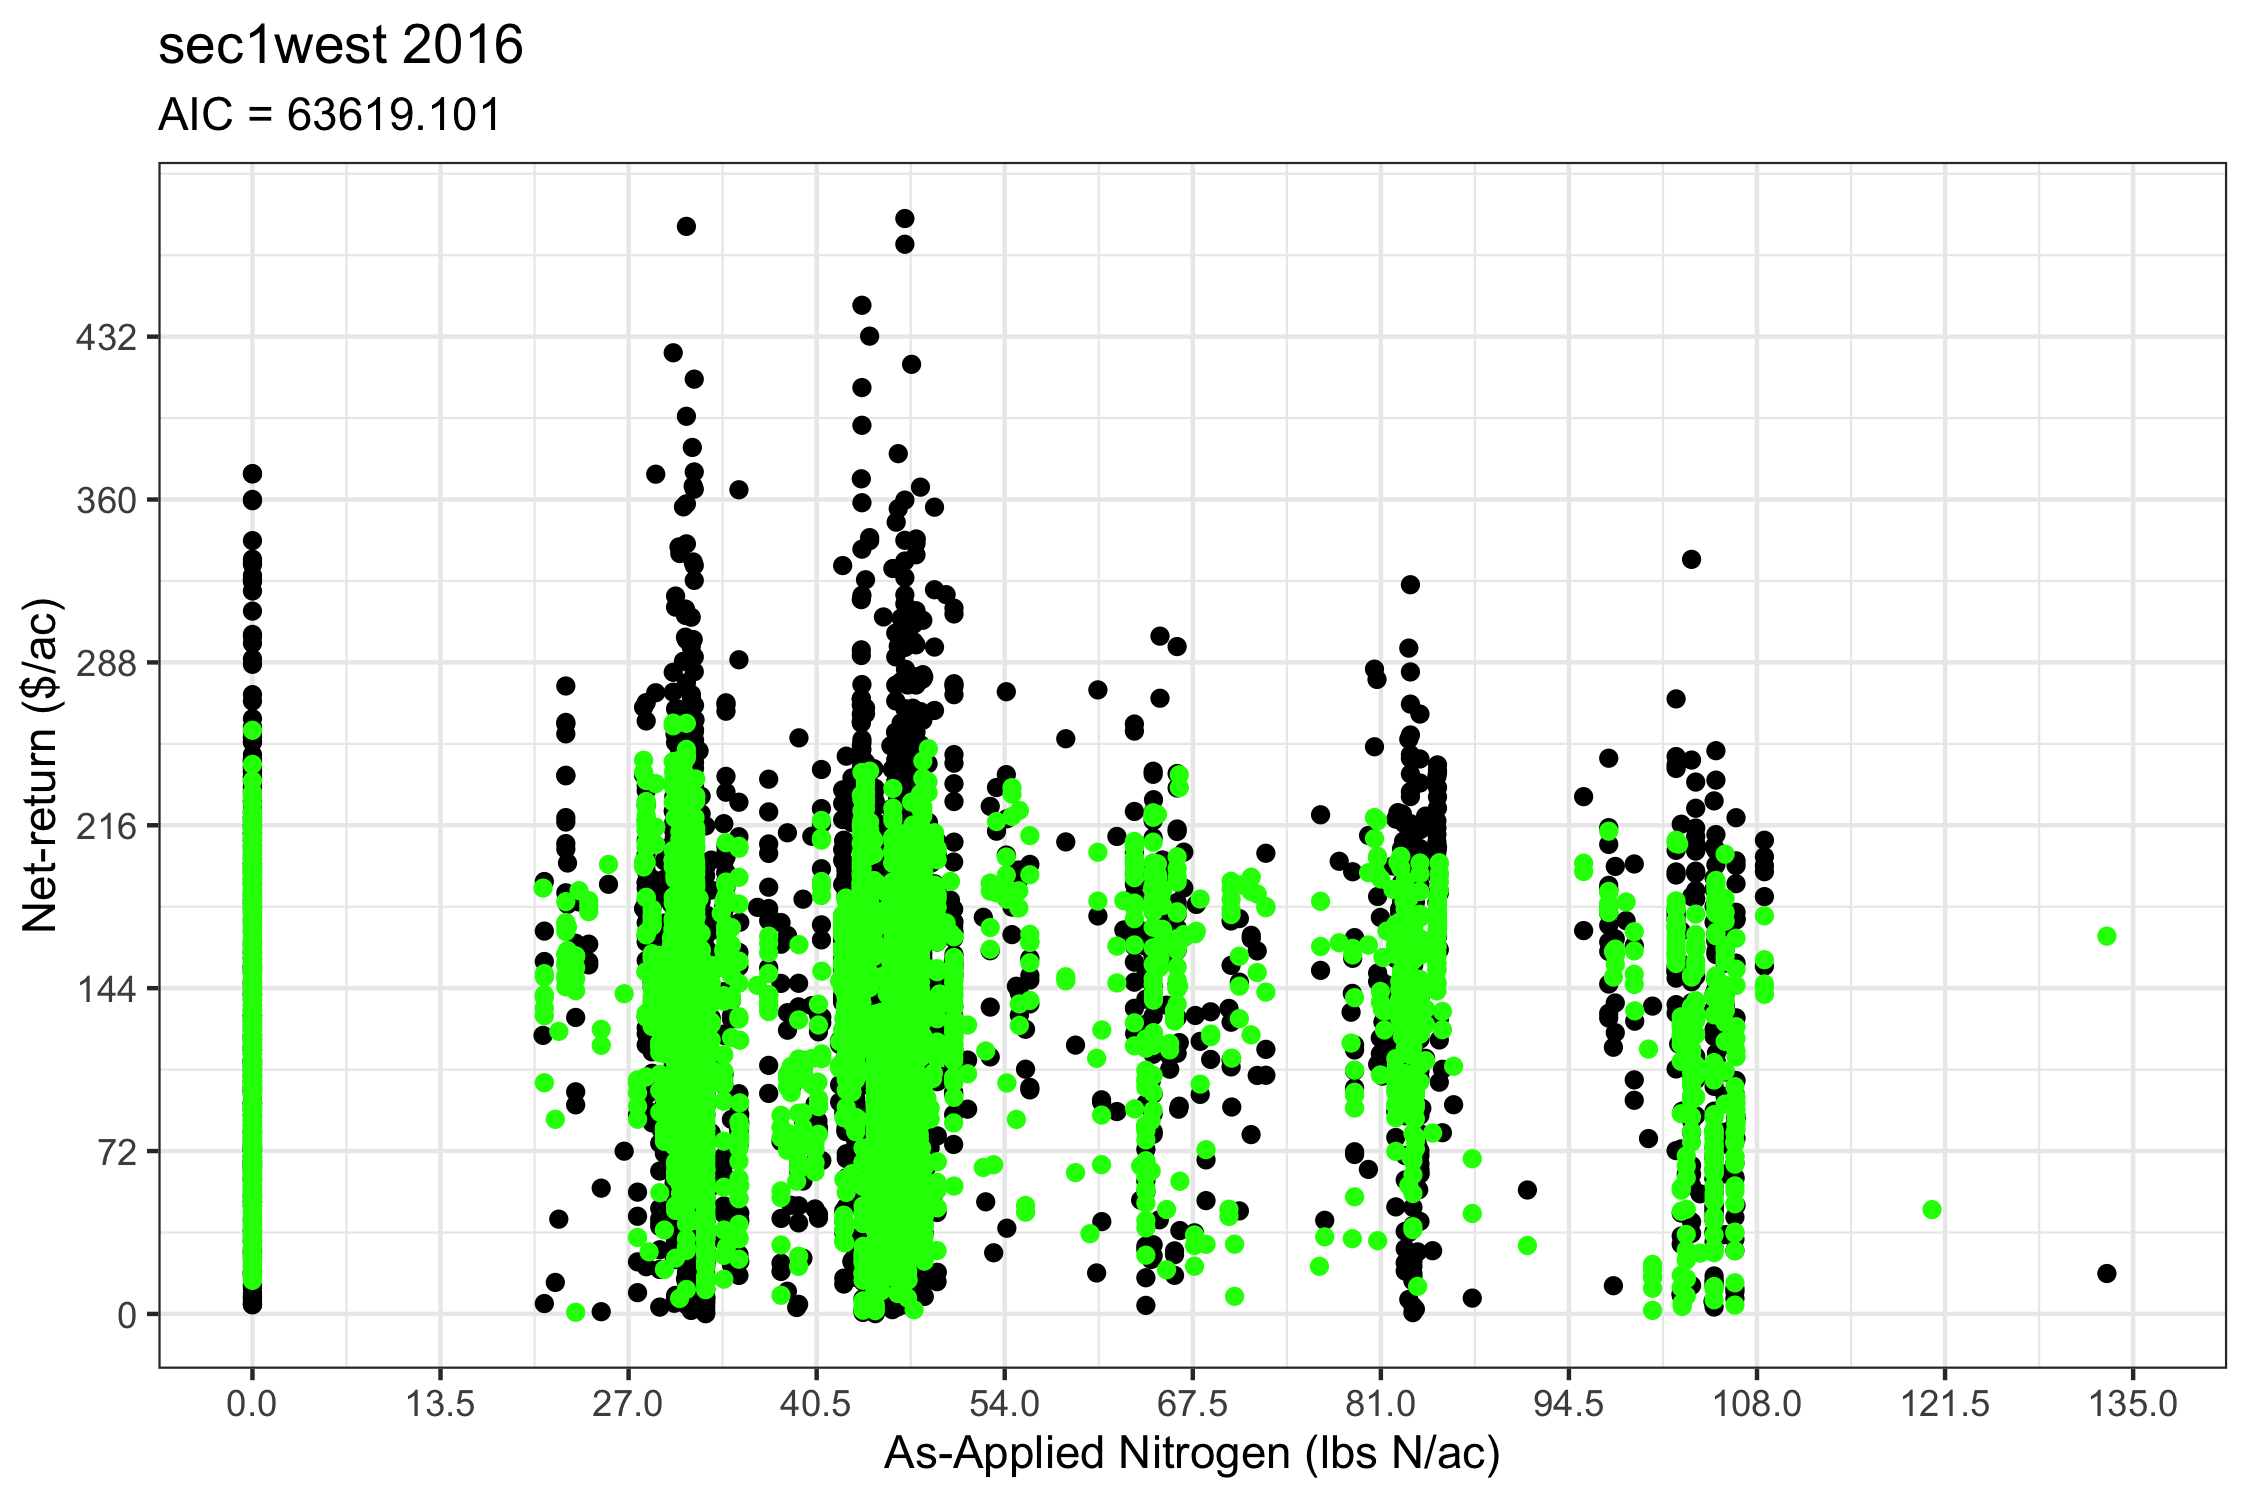 sec1west 2016
AIC = 63619.101
Net-return ($/ac)
432
360
288
216
144
72
0
0.0 13.5 27.0 40.5 54.0 67.5 81.0 94.5 108.0 121.5 135.0
As-Applied Nitrogen (lbs N/ac)